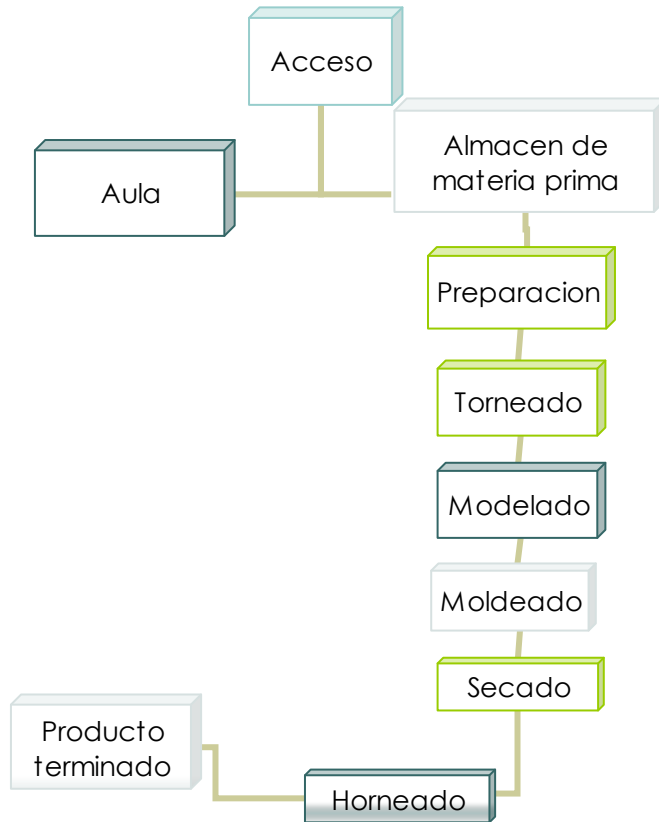 Acceso
Almacen de
materia prima
Aula
Preparacion
Torneado
Modelado
Moldeado
Secado
Producto
terminado
Horneado